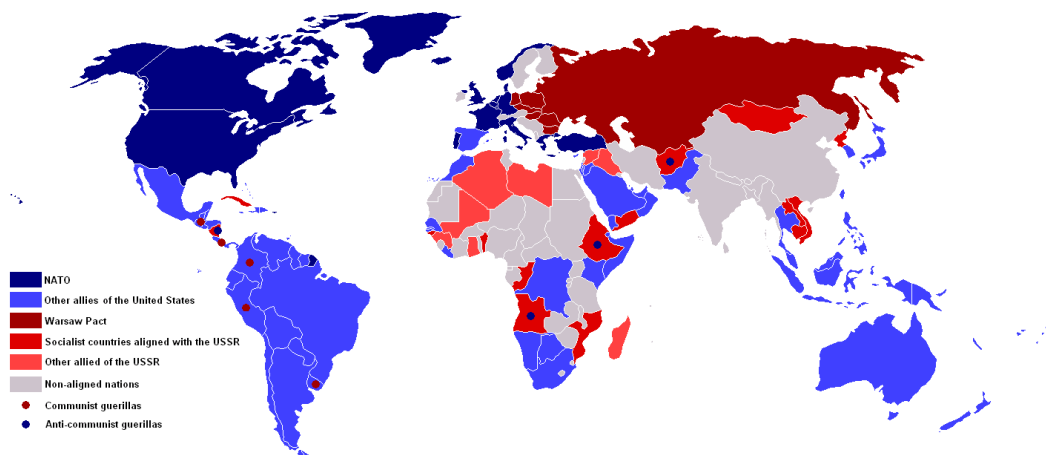 NATO
Other allies of the United States
Warsaw Pact
Socialist countries aligned with the USSR
Other allied of the USSR
Non-aligned nations
Communist guerillas
Anti-communist guerillas